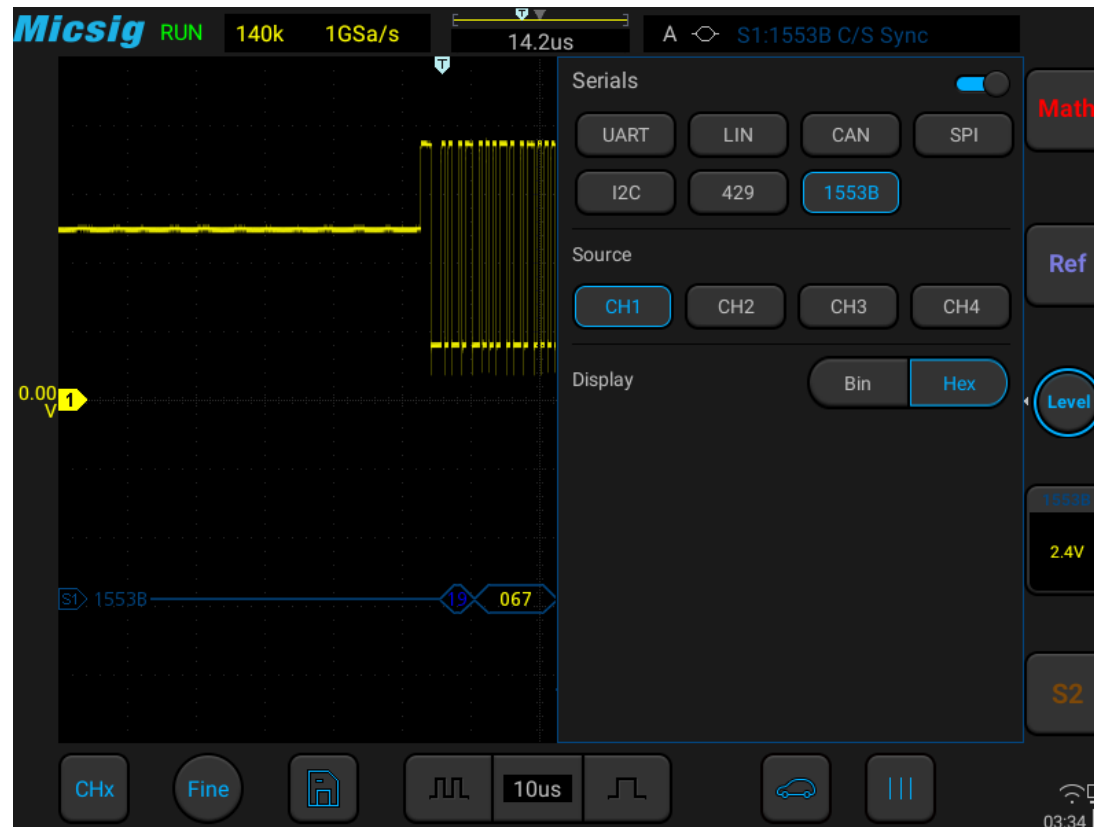 Micsig RUN 140k 1GSa/s T 14.2us A S1:1553B C/S Sync
T
Serials
Math
UART LIN CAN SPI
I2C 429 1553B
Source
Ref
CH1 CH2 CH3 CH4
Display Bin Hex
0.00 V 1
Level
1553B
2.4V
S1 1553B 19 067
S2
CHx Fine 10us
03:34